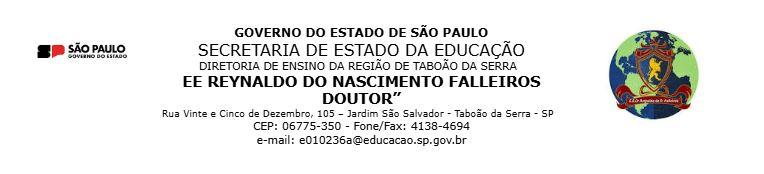 GOVERNO DO ESTADO DE SÃO PAULO
SÃO PAULO
GOVERNO DO ESTADO
SECRETARIA DE ESTADO DA EDUCAÇÃO
DIRETORIA DE ENSINO DA REGIÃO DE TABOÃO DA SERRA
EE REYNALDO DO NASCIMENTO FALLEIROS
DOUTOR”
Rua Vinte e Cinco de Dezembro, 105 – Jardim São Salvador - Taboão da Serra - SP
CEP: 06775-350 - Fone/Fax: 4138-4694
e-mail: e010236a@educacao.sp.gov.br